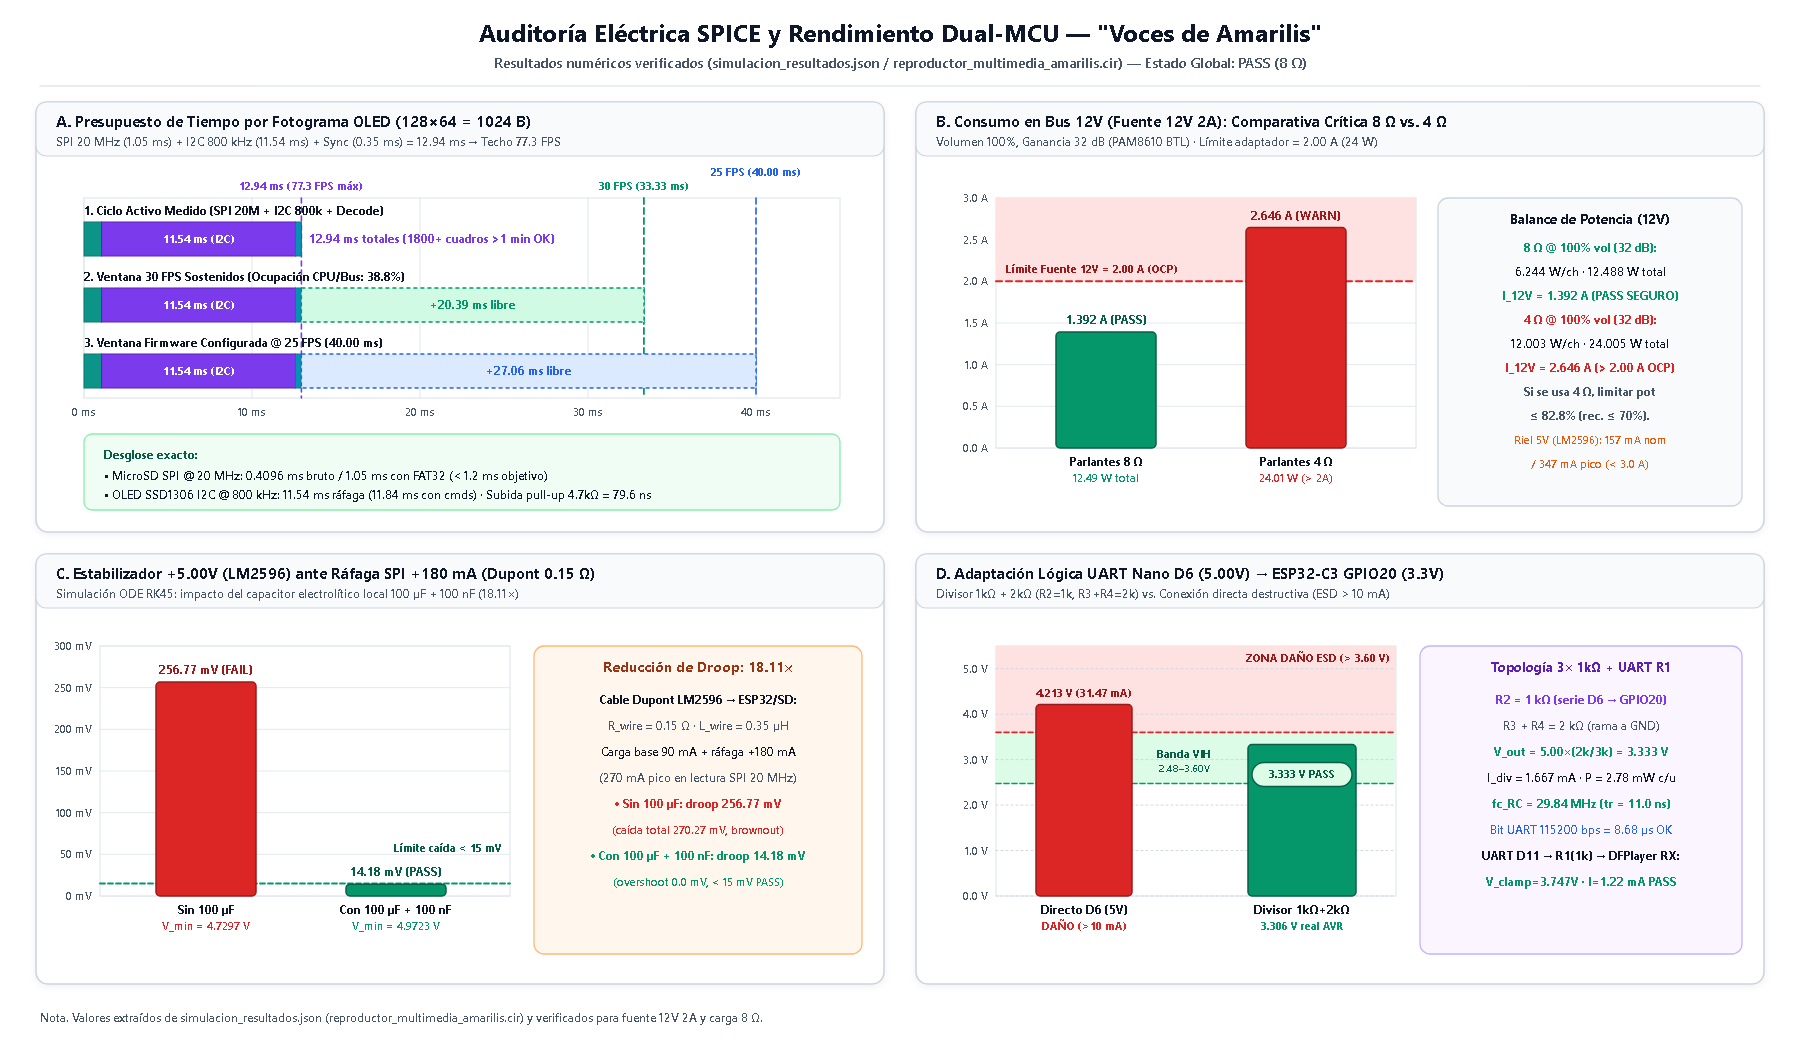 Auditoría Eléctrica SPICE y Rendimiento Dual-MCU — "Voces de Amarilis"
Resultados numéricos verificados (simulacion_resultados.json / reproductor_multimedia_amarilis.cir) — Estado Global: PASS (8 Ω)
A. Presupuesto de Tiempo por Fotograma OLED (128×64 = 1024 B)
SPI 20 MHz (1.05 ms) + I2C 800 kHz (11.54 ms) + Sync (0.35 ms) = 12.94 ms → Techo 77.3 FPS
25 FPS (40.00 ms)
12.94 ms (77.3 FPS máx)
30 FPS (33.33 ms)
1. Ciclo Activo Medido (SPI 20M + I2C 800k + Decode)
11.54 ms (I2C)
12.94 ms totales (1800+ cuadros > 1 min OK)
2. Ventana 30 FPS Sostenidos (Ocupación CPU/Bus: 38.8%)
11.54 ms (I2C)
+20.39 ms libre
3. Ventana Firmware Configurada @ 25 FPS (40.00 ms)
11.54 ms (I2C)
+27.06 ms libre
0 ms
10 ms
20 ms
30 ms
40 ms
Desglose exacto:
• MicroSD SPI @ 20 MHz: 0.4096 ms bruto / 1.05 ms con FAT32 (< 1.2 ms objetivo)
• OLED SSD1306 I2C @ 800 kHz: 11.54 ms ráfaga (11.84 ms con cmds) · Subida pull-up 4.7kΩ = 79.6 ns
B. Consumo en Bus 12V (Fuente 12V 2A): Comparativa Crítica 8 Ω vs. 4 Ω
Volumen 100%, Ganancia 32 dB (PAM8610 BTL) · Límite adaptador = 2.00 A (24 W)
3.0 A
2.5 A
2.0 A
1.5 A
1.0 A
0.5 A
0.0 A
2.646 A (WARN)
Límite Fuente 12V = 2.00 A (OCP)
1.392 A (PASS)
Parlantes 8 Ω
12.49 W total
Parlantes 4 Ω
24.01 W (> 2A)
Balance de Potencia (12V)
8 Ω @ 100% vol (32 dB):
6.244 W/ch · 12.488 W total
I_12V = 1.392 A (PASS SEGURO)
4 Ω @ 100% vol (32 dB):
12.003 W/ch · 24.005 W total
I_12V = 2.646 A (> 2.00 A OCP)
Si se usa 4 Ω, limitar pot
≤ 82.8% (rec. ≤ 70%).
Riel 5V (LM2596): 157 mA nom
/ 347 mA pico (< 3.0 A)
C. Estabilizador +5.00V (LM2596) ante Ráfaga SPI +180 mA (Dupont 0.15 Ω)
Simulación ODE RK45: impacto del capacitor electrolítico local 100 µF + 100 nF (18.11×)
300 mV
250 mV
200 mV
150 mV
100 mV
50 mV
0 mV
256.77 mV (FAIL)
Límite caída < 15 mV
14.18 mV (PASS)
Sin 100 µF
V_min = 4.7297 V
Con 100 µF + 100 nF
V_min = 4.9723 V
Reducción de Droop: 18.11×
Cable Dupont LM2596 → ESP32/SD:
R_wire = 0.15 Ω · L_wire = 0.35 µH
Carga base 90 mA + ráfaga +180 mA
(270 mA pico en lectura SPI 20 MHz)
• Sin 100 µF: droop 256.77 mV
(caída total 270.27 mV, brownout)
• Con 100 µF + 100 nF: droop 14.18 mV
(overshoot 0.0 mV, < 15 mV PASS)
D. Adaptación Lógica UART Nano D6 (5.00V) → ESP32-C3 GPIO20 (3.3V)
Divisor 1kΩ + 2kΩ (R2=1k, R3+R4=2k) vs. Conexión directa destructiva (ESD > 10 mA)
5.0 V
4.0 V
3.0 V
2.0 V
1.0 V
0.0 V
ZONA DAÑO ESD (> 3.60 V)
4.213 V (31.47 mA)
Banda VIH
2.48–3.60V
3.333 V PASS
Directo D6 (5V)
DAÑO (> 10 mA)
Divisor 1kΩ+2kΩ
3.306 V real AVR
Topología 3× 1kΩ + UART R1
R2 = 1 kΩ (serie D6 → GPIO20)
R3 + R4 = 2 kΩ (rama a GND)
V_out = 5.00×(2k/3k) = 3.333 V
I_div = 1.667 mA · P = 2.78 mW c/u
fc_RC = 29.84 MHz (tr = 11.0 ns)
Bit UART 115200 bps = 8.68 µs OK
UART D11 → R1(1k) → DFPlayer RX:
V_clamp=3.747V · I=1.22 mA PASS
Nota. Valores extraídos de simulacion_resultados.json (reproductor_multimedia_amarilis.cir) y verificados para fuente 12V 2A y carga 8 Ω.